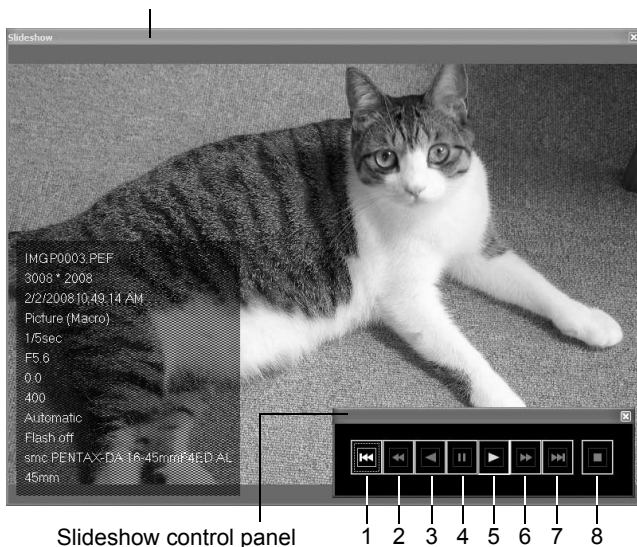 Slideshow
IMGP0003.PEF
3008 * 2008
2/2/2008 10,49,14 AM
Picture (Macro)
1/5sec
F5.6
0.0
400
Automatic
Flash off
smc PENTAX-DA 16-45mmF4ED AL
45mm
Slideshow control panel
1 2 3 4 5 6 7 8